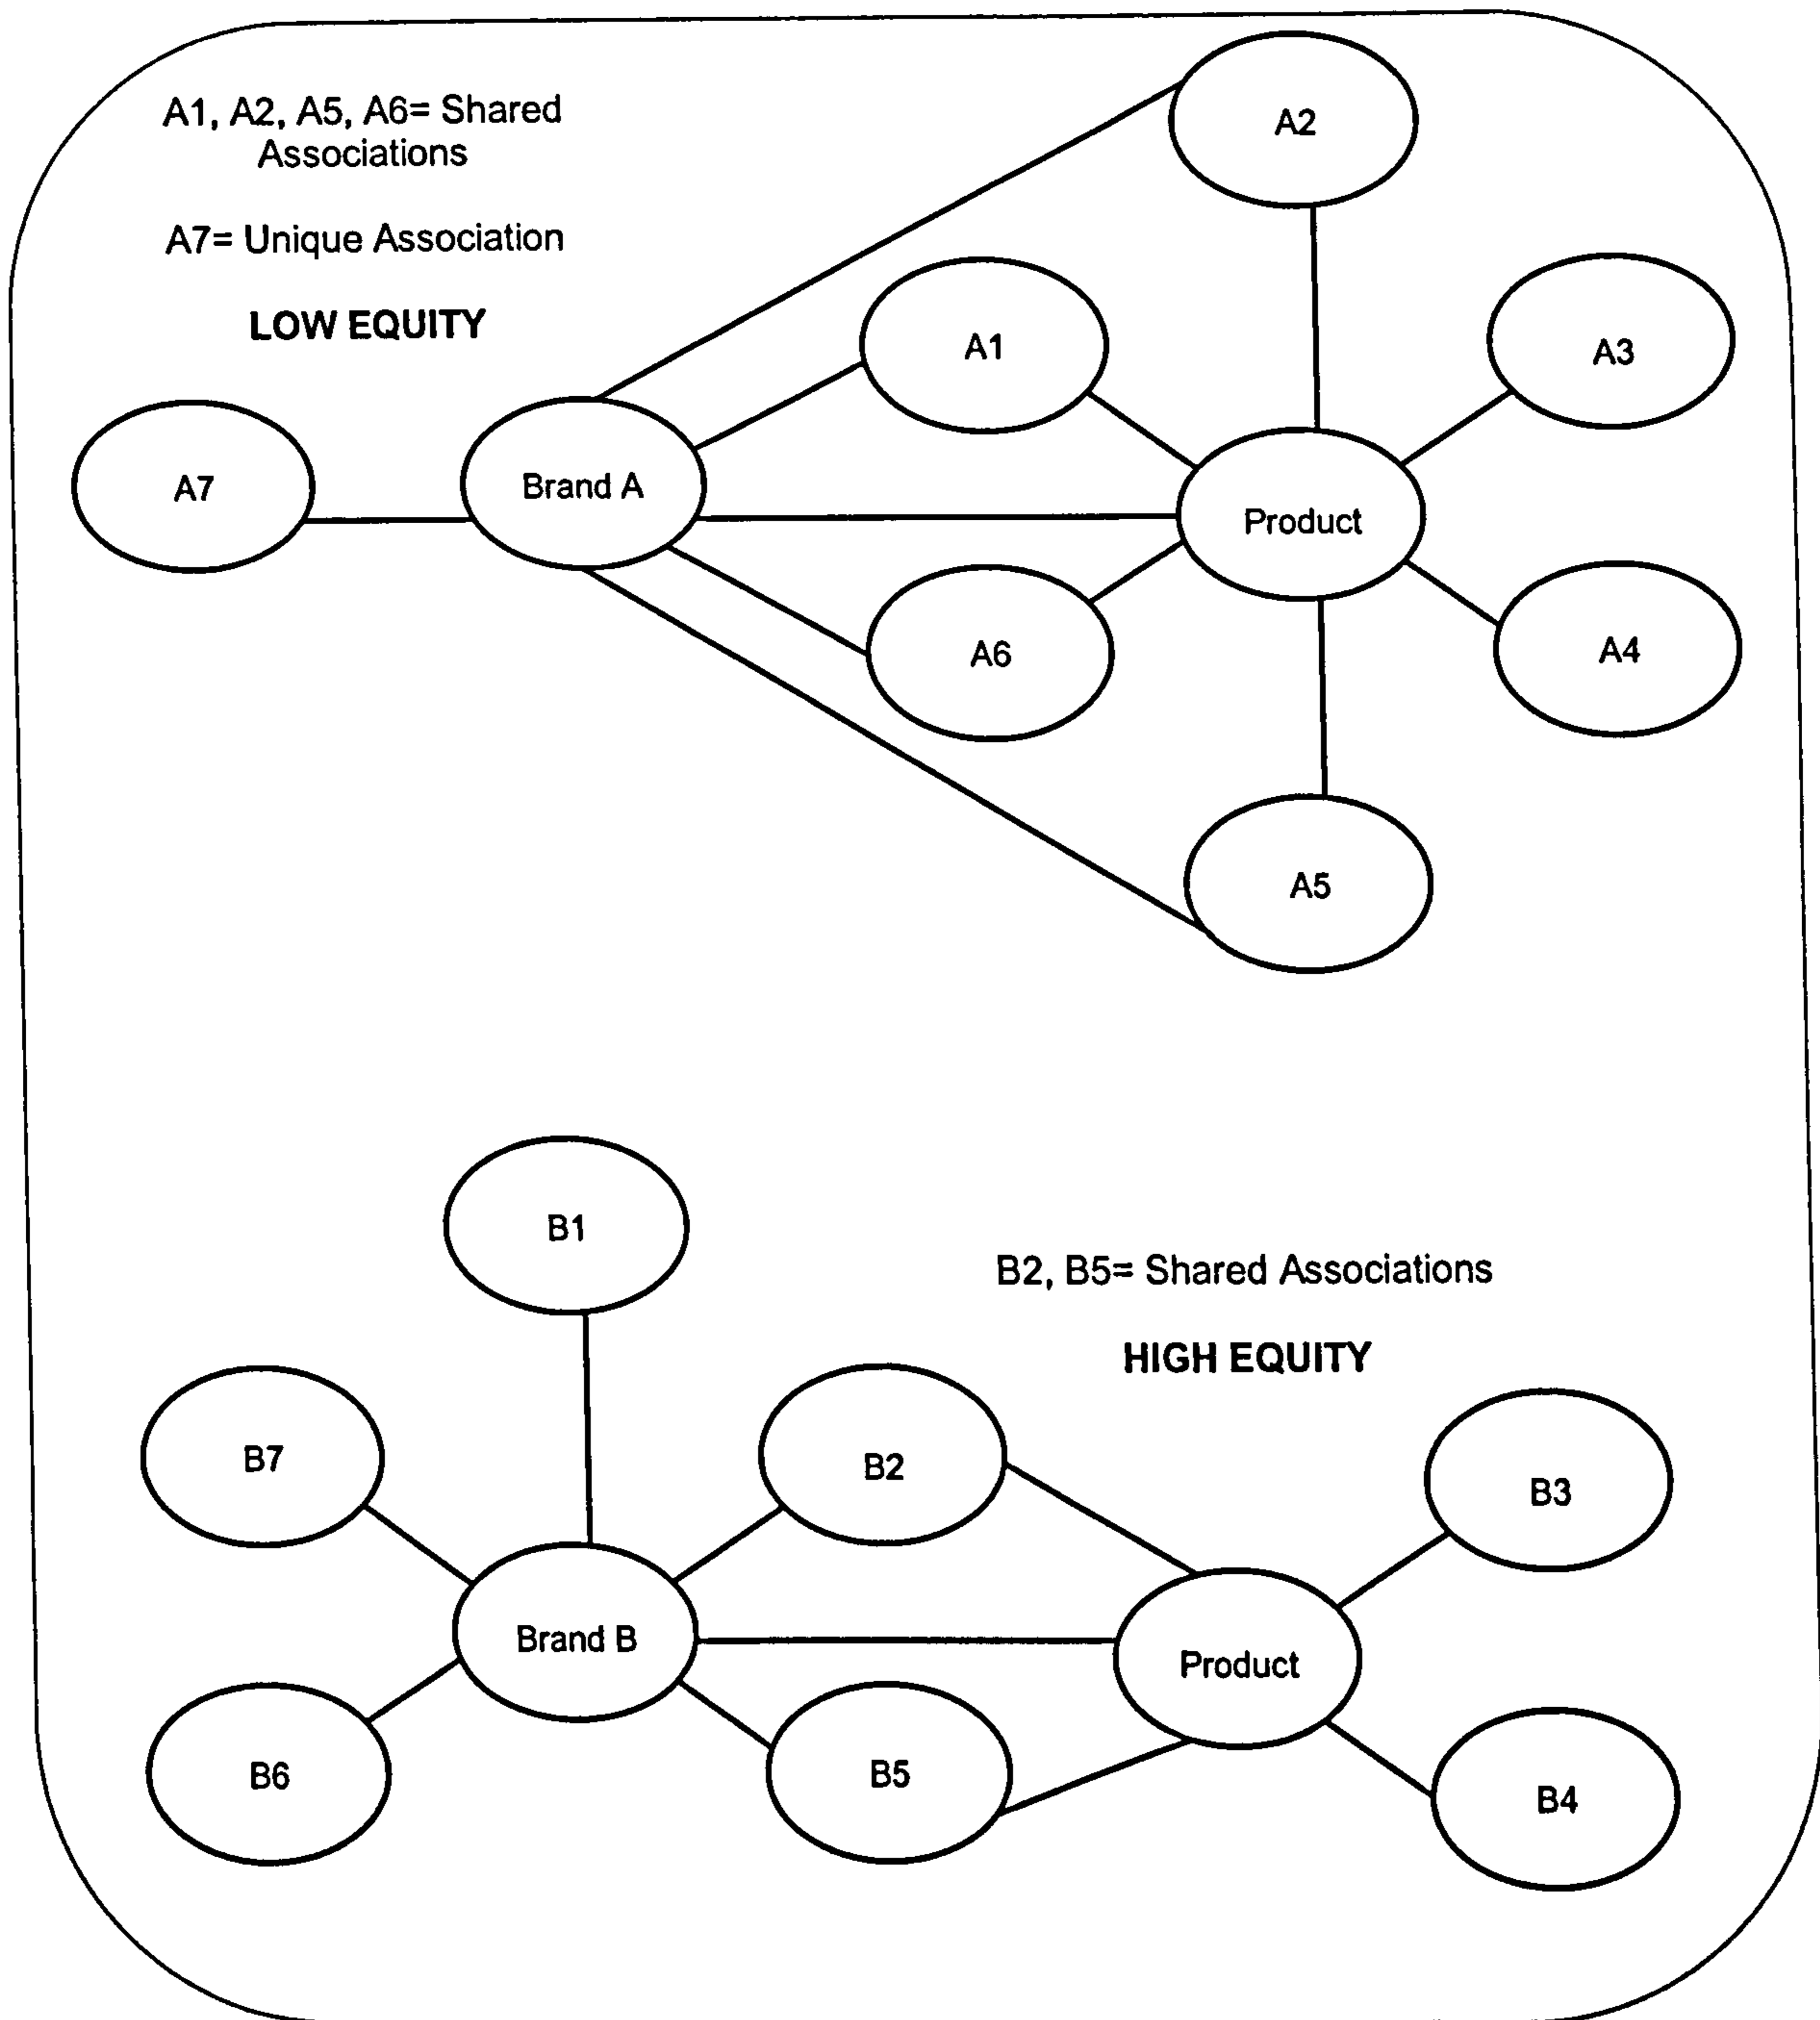 A1, A2, A5, A6= Shared
Associations
A7= Unique Association
LOW EQUITY
A2
A1
A3
A7
Brand A
Product
A6
A4
A5
B1
B2, B5= Shared Associations
HIGH EQUITY
B7
B2
B3
Brand B
Product
B6
B5
B4